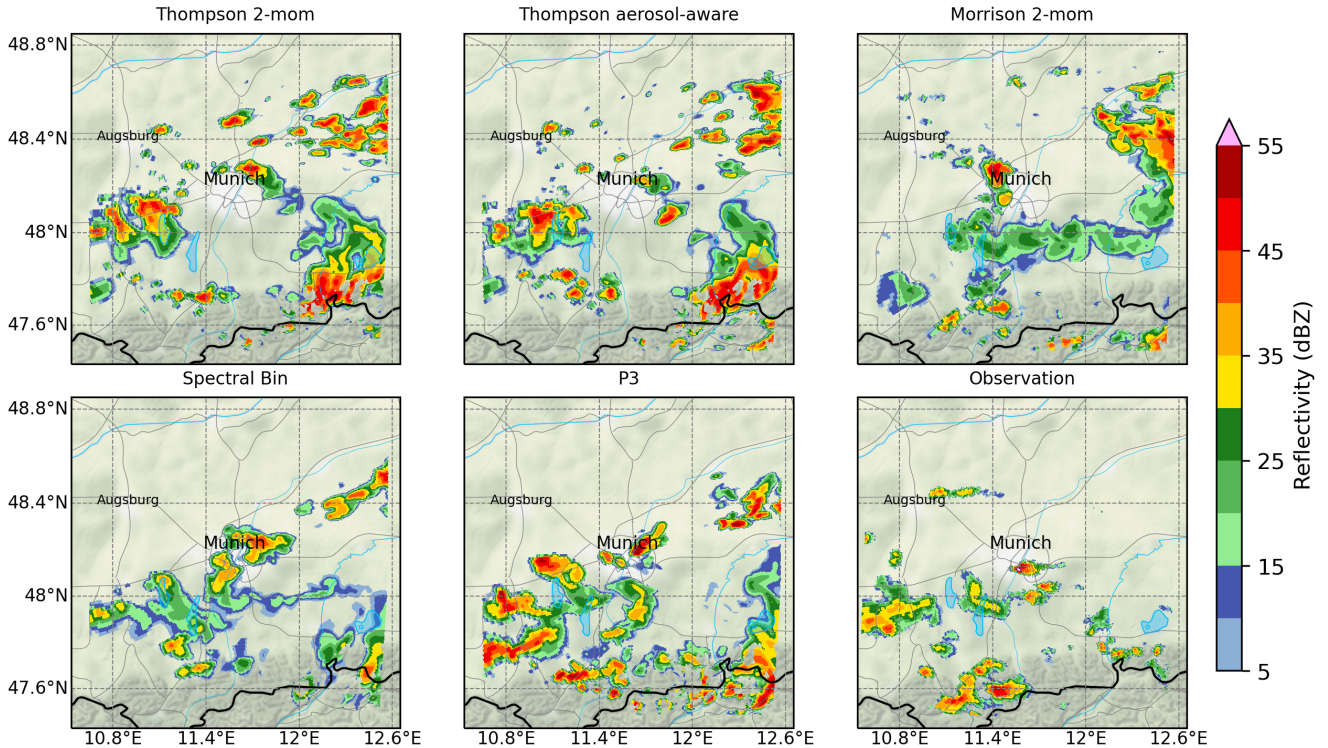 Thompson 2-mom
Thompson aerosol-aware
Morrison 2-mom
48.8°N
48.4°N
48°N
47.6°N
Augsburg
Munich
Augsburg
Munich
Augsburg
Munich
Spectral Bin
P3
Observation
48.8°N
48.4°N
48°N
47.6°N
Augsburg
Munich
Augsburg
Munich
Augsburg
Munich
10.8°E 11.4°E 12°E 12.6°E
10.8°E 11.4°E 12°E 12.6°E
10.8°E 11.4°E 12°E 12.6°E
55
45
35
25
15
5
Reflectivity (dBZ)